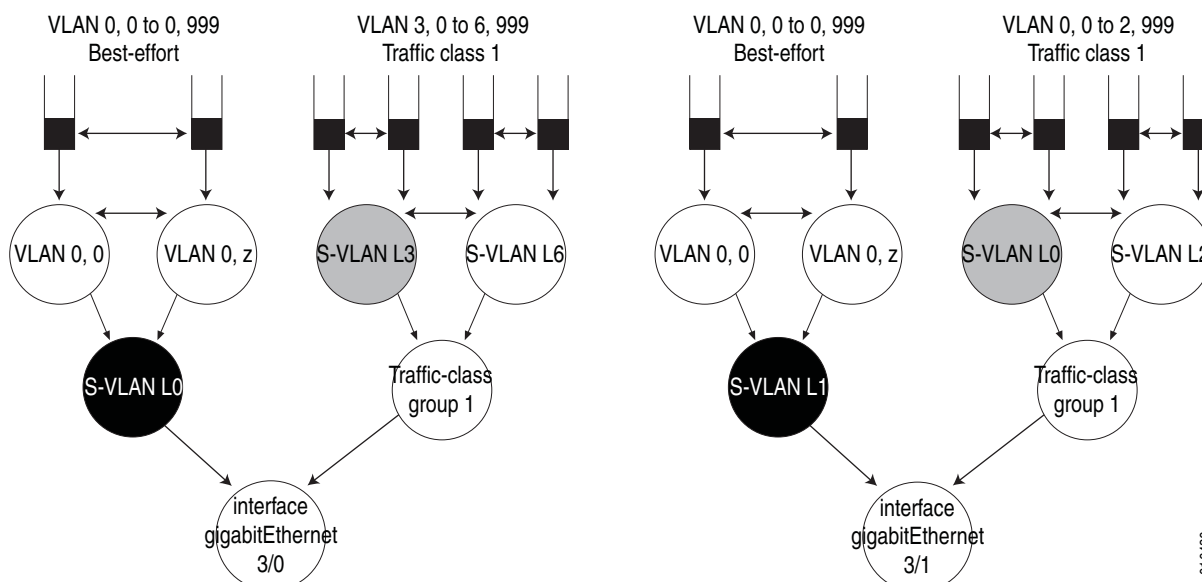 VLAN 0, 0 to 0, 999
Best-effort
VLAN 3, 0 to 6, 999
Traffic class 1
VLAN 0, 0 to 0, 999
Best-effort
VLAN 0, 0 to 2, 999
Traffic class 1
VLAN 0, 0
VLAN 0, z
S-VLAN L3
S-VLAN L6
VLAN 0, 0
VLAN 0, z
S-VLAN L0
S-VLAN L2
S-VLAN L0
Traffic-class
group 1
S-VLAN L1
Traffic-class
group 1
interface
gigabitEthernet
3/0
interface
gigabitEthernet
3/1